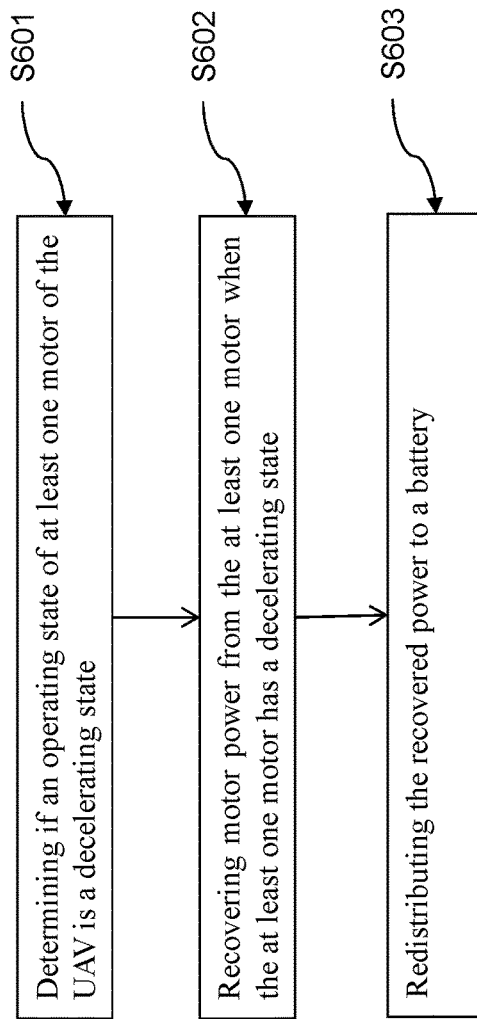 Determining if an operating state of at least one motor of the
UAV is a decelerating state
S601
Recovering motor power from the at least one motor when
the at least one motor has a decelerating state
S602
Redistributing the recovered power to a battery
S603